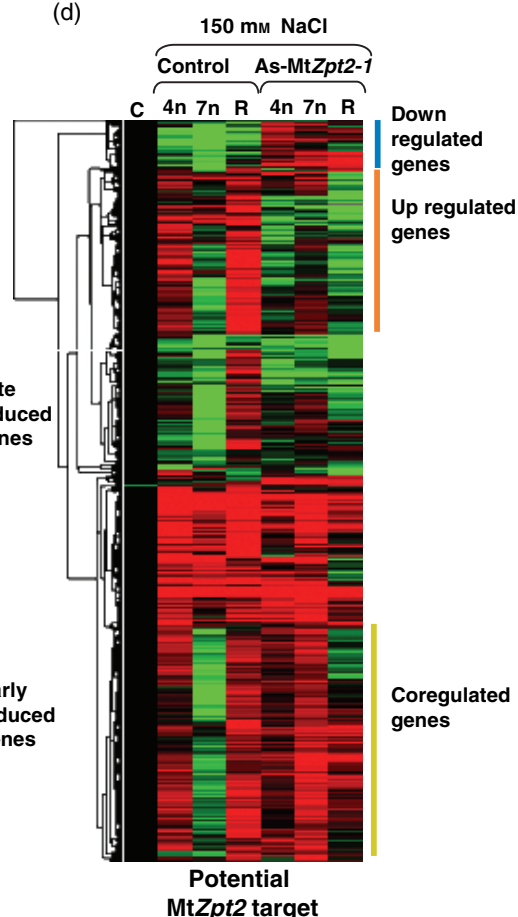 (d)
150 mM NaCl
Control As-MtZpt2-1
C 4n 7n R 4n 7n R
Down
regulated
genes
Up regulated
genes
Coregulated
genes
Potential
MtZpt2 target